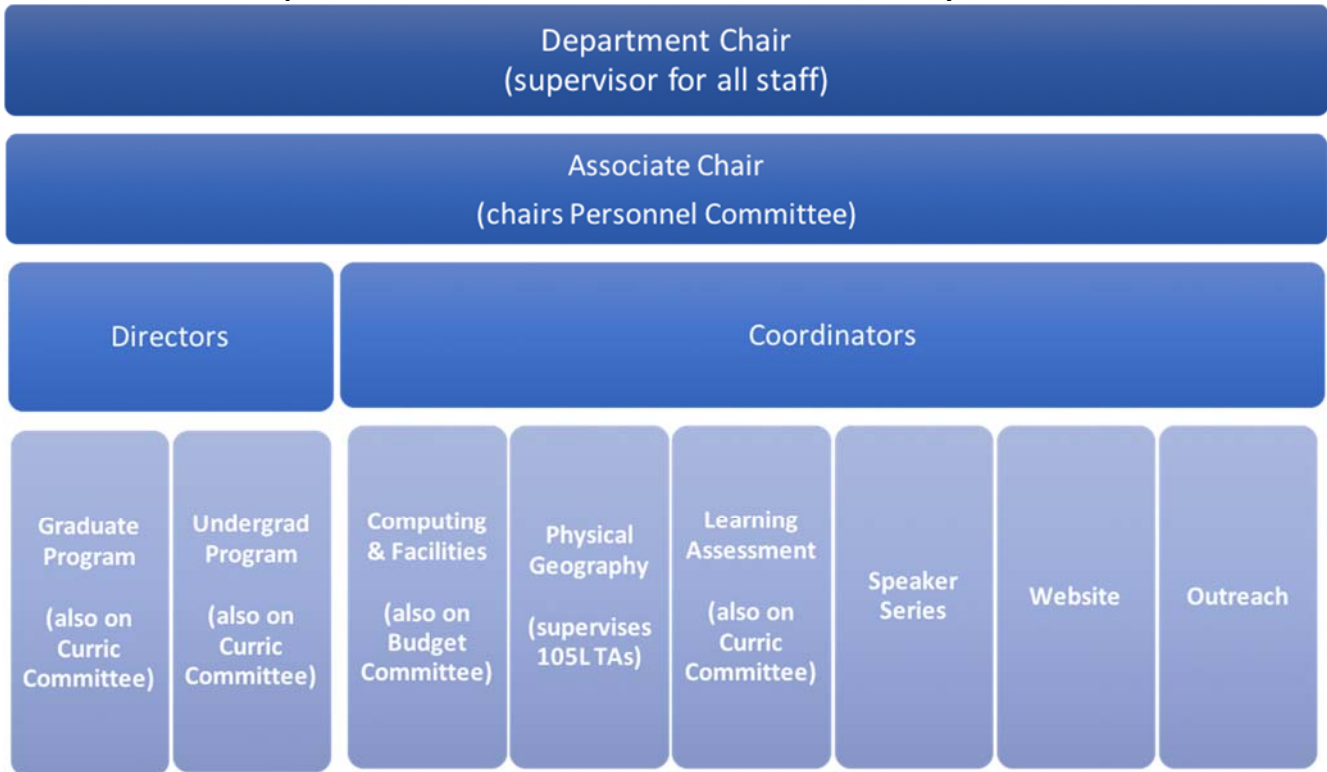 Department Chair
(supervisor for all staff)
Associate Chair
(chairs Personnel Committee)
Directors
Coordinators
Graduate
Program
(also on
Curric
Committee)
Undergrad
Program
(also on
Curric
Committee)
Computing
& Facilities
(also on
Budget
Committee)
Physical
Geography
(supervises
105L TAs)
Learning
Assessment
(also on
Curric
Committee)
Speaker
Series
Website
Outreach